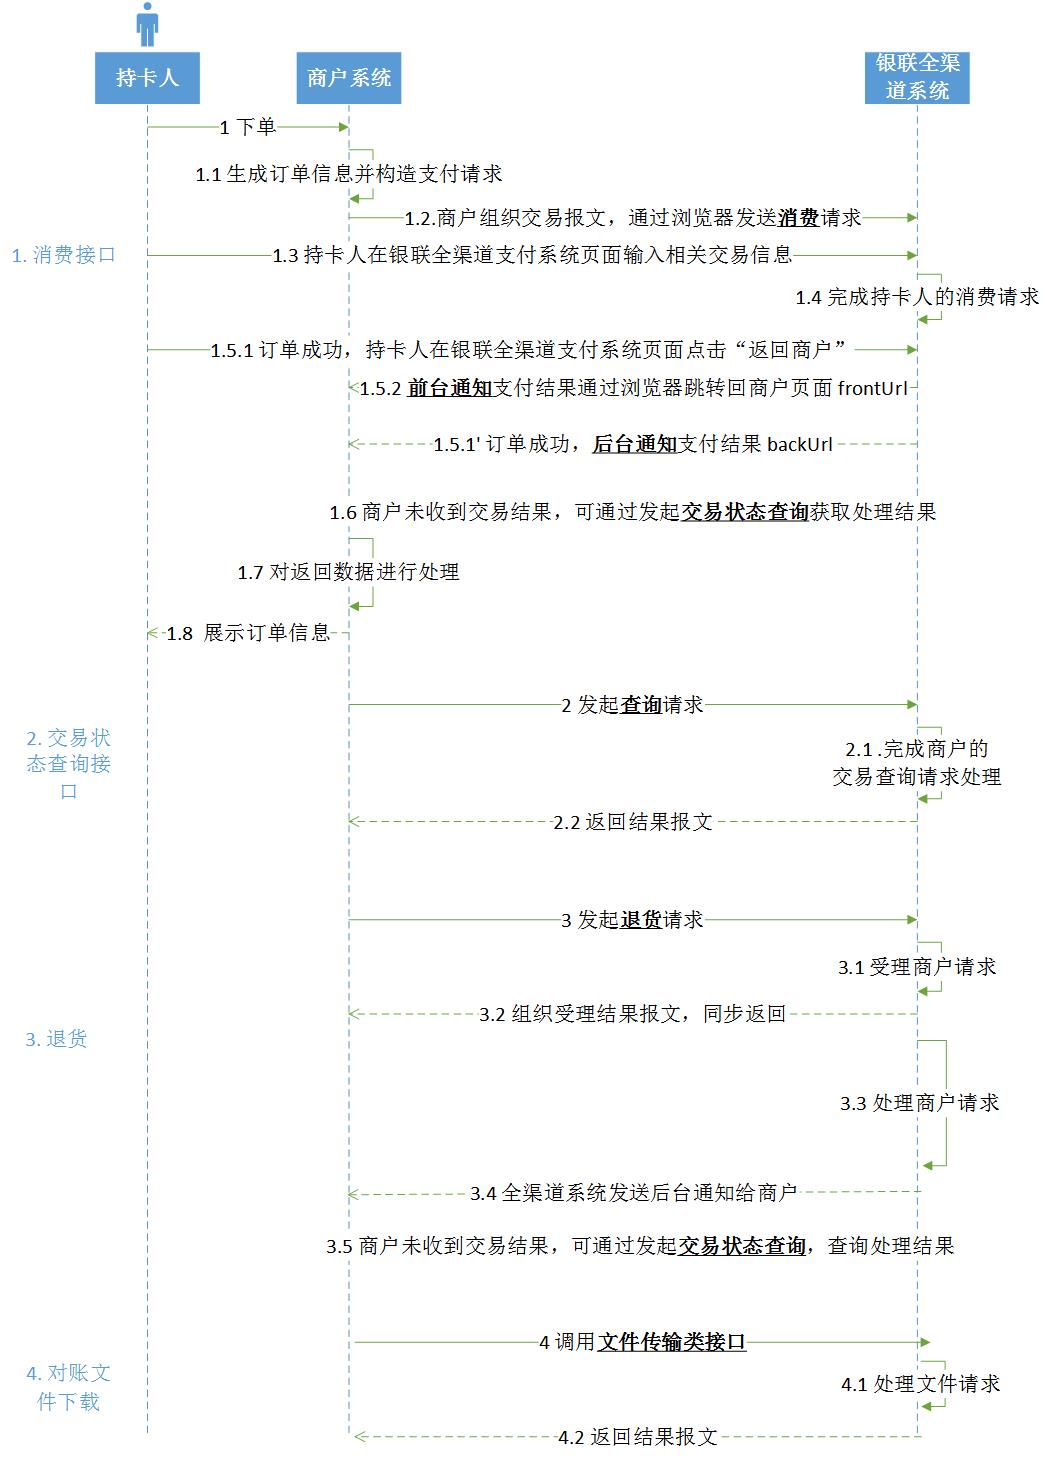 持卡人
商户系统
银联全渠
道系统
1 下单
1.1 生成订单信息并构造支付请求
1.2.商户组织交易报文，通过浏览器发送消费请求
1. 消费接口
1.3 持卡人在银联全渠道支付系统页面输入相关交易信息
1.4 完成持卡人的消费请求
1.5.1 订单成功，持卡人在银联全渠道支付系统页面点击“返回商户”
1.5.2 前台通知支付结果通过浏览器跳转回商户页面 frontUrl
1.5.1' 订单成功，后台通知支付结果 backUrl
1.6 商户未收到交易结果，可通过发起交易状态查询获取处理结果
1.7 对返回数据进行处理
1.8 展示订单信息
2 发起查询请求
2. 交易状
态查询接
口
2.1 .完成商户的
交易查询请求处理
2.2 返回结果报文
3 发起退货请求
3.1 受理商户请求
3.2 组织受理结果报文，同步返回
3. 退货
3.3 处理商户请求
3.4 全渠道系统发送后台通知给商户
3.5 商户未收到交易结果，可通过发起交易状态查询，查询处理结果
4 调用文件传输类接口
4. 对账文
件下载
4.1 处理文件请求
4.2 返回结果报文